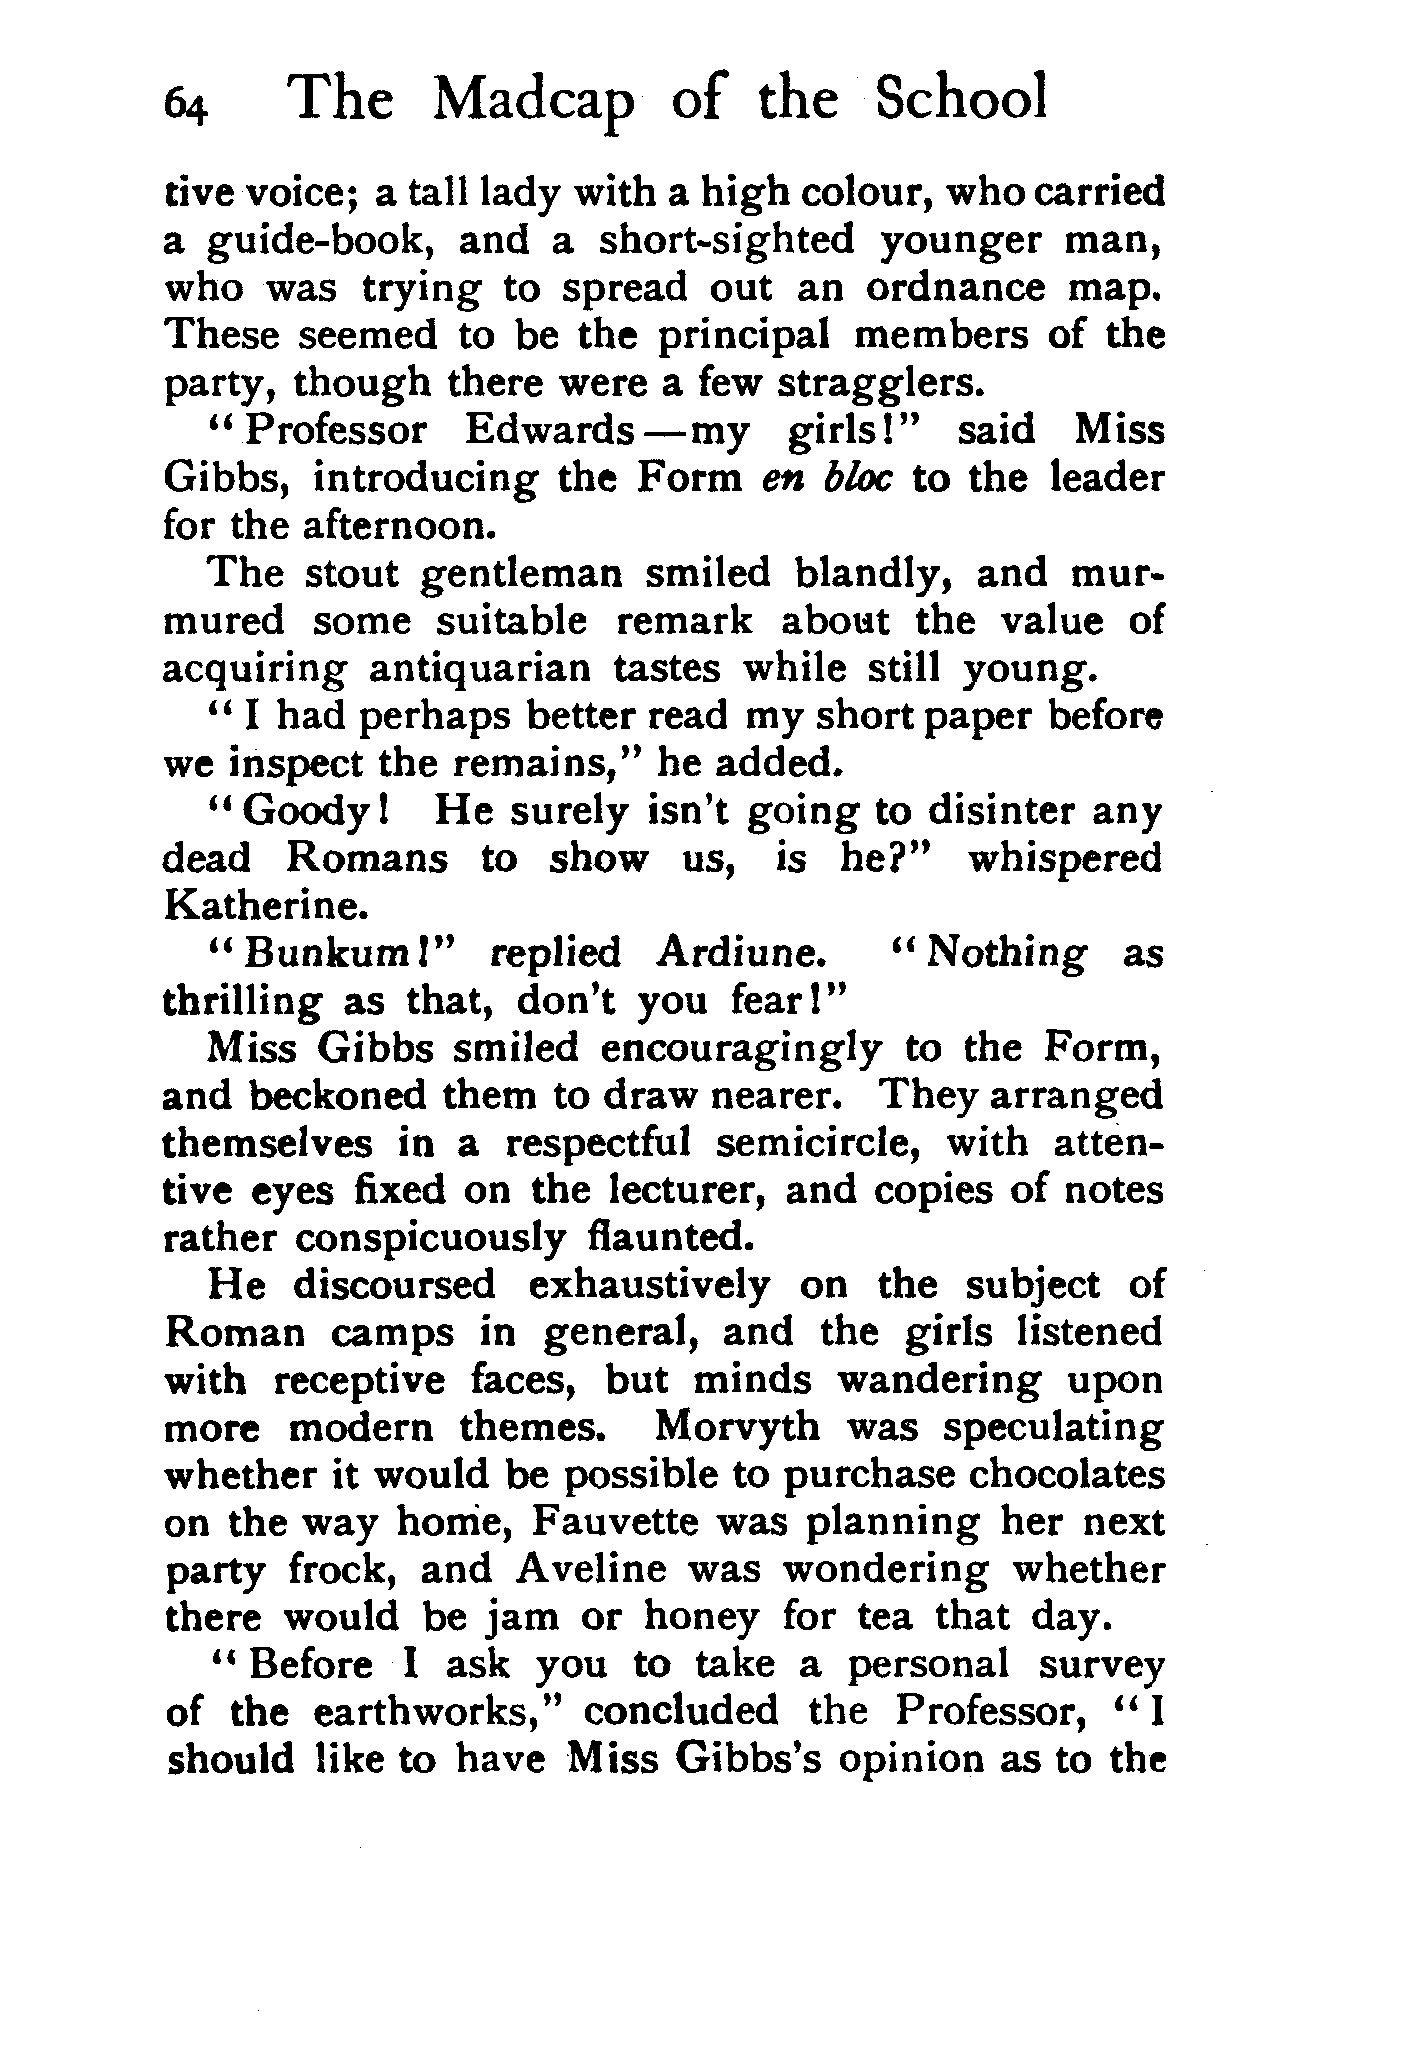 64 The Madcap of the School
tive voice; a tall lady with a high colour, who carried
a guide-book, and a short-sighted younger man,
who was trying to spread out an ordnance map.
These seemed to be the principal members of the
party, though there were a few stragglers.
“Professor Edwards—my girls!” said Miss
Gibbs, introducing the Form en bloc to the leader
for the afternoon.
The stout gentleman smiled blandly, and mur-
mured some suitable remark about the value of
acquiring antiquarian tastes while still young.
“I had perhaps better read my short paper before
we inspect the remains,” he added.
“Goody! He surely isn't going to disinter any
dead Romans to show us, is he?” whispered
Katherine.
“Bunkum!” replied Ardiune. “Nothing as
thrilling as that, don't you fear!”
Miss Gibbs smiled encouragingly to the Form,
and beckoned them to draw nearer. They arranged
themselves in a respectful semicircle, with atten-
tive eyes fixed on the lecturer, and copies of notes
rather conspicuously flaunted.
He discoursed exhaustively on the subject of
Roman camps in general, and the girls listened
with receptive faces, but minds wandering upon
more modern themes. Morvyth was speculating
whether it would be possible to purchase chocolates
on the way home, Fauvette was planning her next
party frock, and Aveline was wondering whether
there would be jam or honey for tea that day.
“Before I ask you to take a personal survey
of the earthworks,” concluded the Professor, “I
should like to have Miss Gibbs's opinion as to the